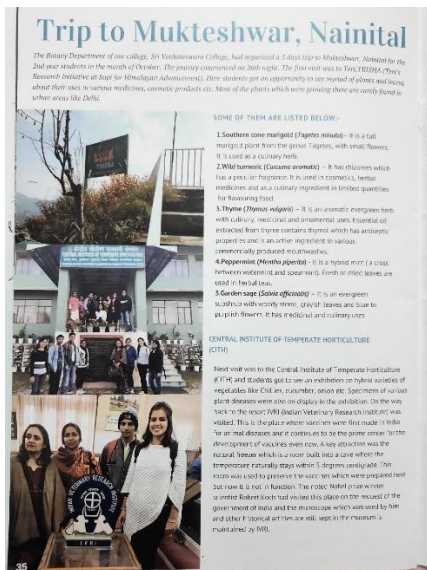 Trip to Mukteshwar, Nainital
The Botany Department of our college, Sri Venkateswara College, had organized a 3 days trip to Mukteshwar, Nainital for the
2nd year students in the month of October. The journey commenced on 26th night. The first visit was to Teri,TRISHA (Teri's
Research Initiative at Supi for Himalayan Advancement). Here students got an opportunity to see myriad of plants and learnt
about their uses in various medicines, cosmetic products etc. Most of the plants which were growing there are rarely found in
urban areas like Delhi.
SOME OF THEM ARE LISTED BELOW:-
1.Southern cone marigold (Tagetes minuta)– It is a tall
marigold plant from the genus Tagetes, with small flowers.
It is used as a culinary herb.
2.Wild turmeric (Curcuma aromatic) – It has rhizomes which
has a peculiar fragrance. It is used in cosmetics, herbal
medicines and as a culinary ingredient in limited quantities
for flavouring food.
3.Thyme (Thymus vulgaris) – It is an aromatic evergreen herb
with culinary, medicinal and ornamental uses. Essential oil
extracted from thyme contains thymol which has antiseptic
properties and is an active ingredient in various
commercially produced mouthwashes.
4.Peppermint (Mentha piperita) - It is a hybrid mint ( a cross
between watermint and spearmint). Fresh or dried leaves are
used in herbal teas.
5.Garden sage (Salvia officinalis) – It is an evergreen
subshrub with woody stems, grayish leaves and blue to
purplish flowers. It has medicinal and culinary uses.
CENTRAL INSTITUTE OF TEMPERATE HORTICULTURE
(CITH)
Next visit was to the Central Institute of Temperate Horticulture
(CITH) and students got to see an exhibition on hybrid varieties of
vegetables like Chillies, cucumber, onion etc. Specimens of various
plant diseases were also on display in the exhibition. On the way
back to the resort IVRI (Indian Veterinary Research Institute) was
visited. This is the place where vaccines were first made in India
for animal diseases and it continues to be the prime center for the
development of vaccines even now. A key attraction was the
natural freezer which is a room built into a cave where the
temperature naturally stays within 5 degrees centigrade. This
room was used to preserve the vaccines which were prepared here
but now it is not in function. The noted Nobel prize winner
scientist Robert Koch had visited this place on the request of the
government of India and the microscope which was used by him
and other historical articles are still kept in the museum is
maintained by IVRI.
INDIAN VETERINARY RESEARCH INSTITUTE
IVRI
35